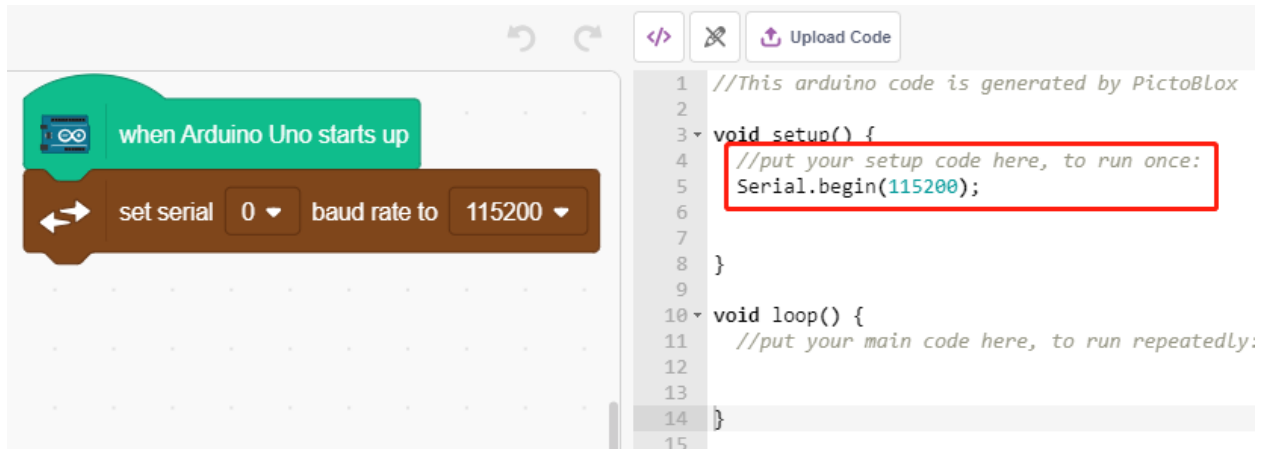 </> Upload Code
when Arduino Uno starts up
set serial 0 baud rate to 115200
1 //This arduino code is generated by PictoBlox
2
3 void setup() {
4 //put your setup code here, to run once:
5 Serial.begin(115200);
6
7
8 }
9
10 void loop() {
11 //put your main code here, to run repeatedly:
12
13
14 }
15